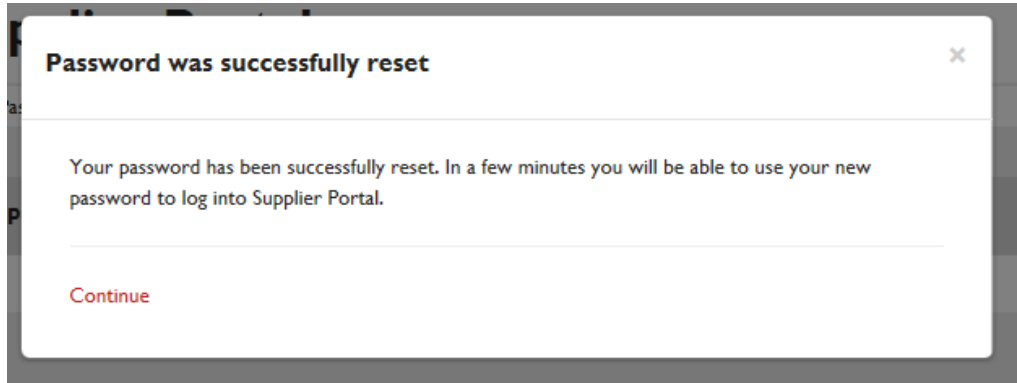 Password was successfully reset
×
Your password has been successfully reset. In a few minutes you will be able to use your new
password to log into Supplier Portal.
Continue